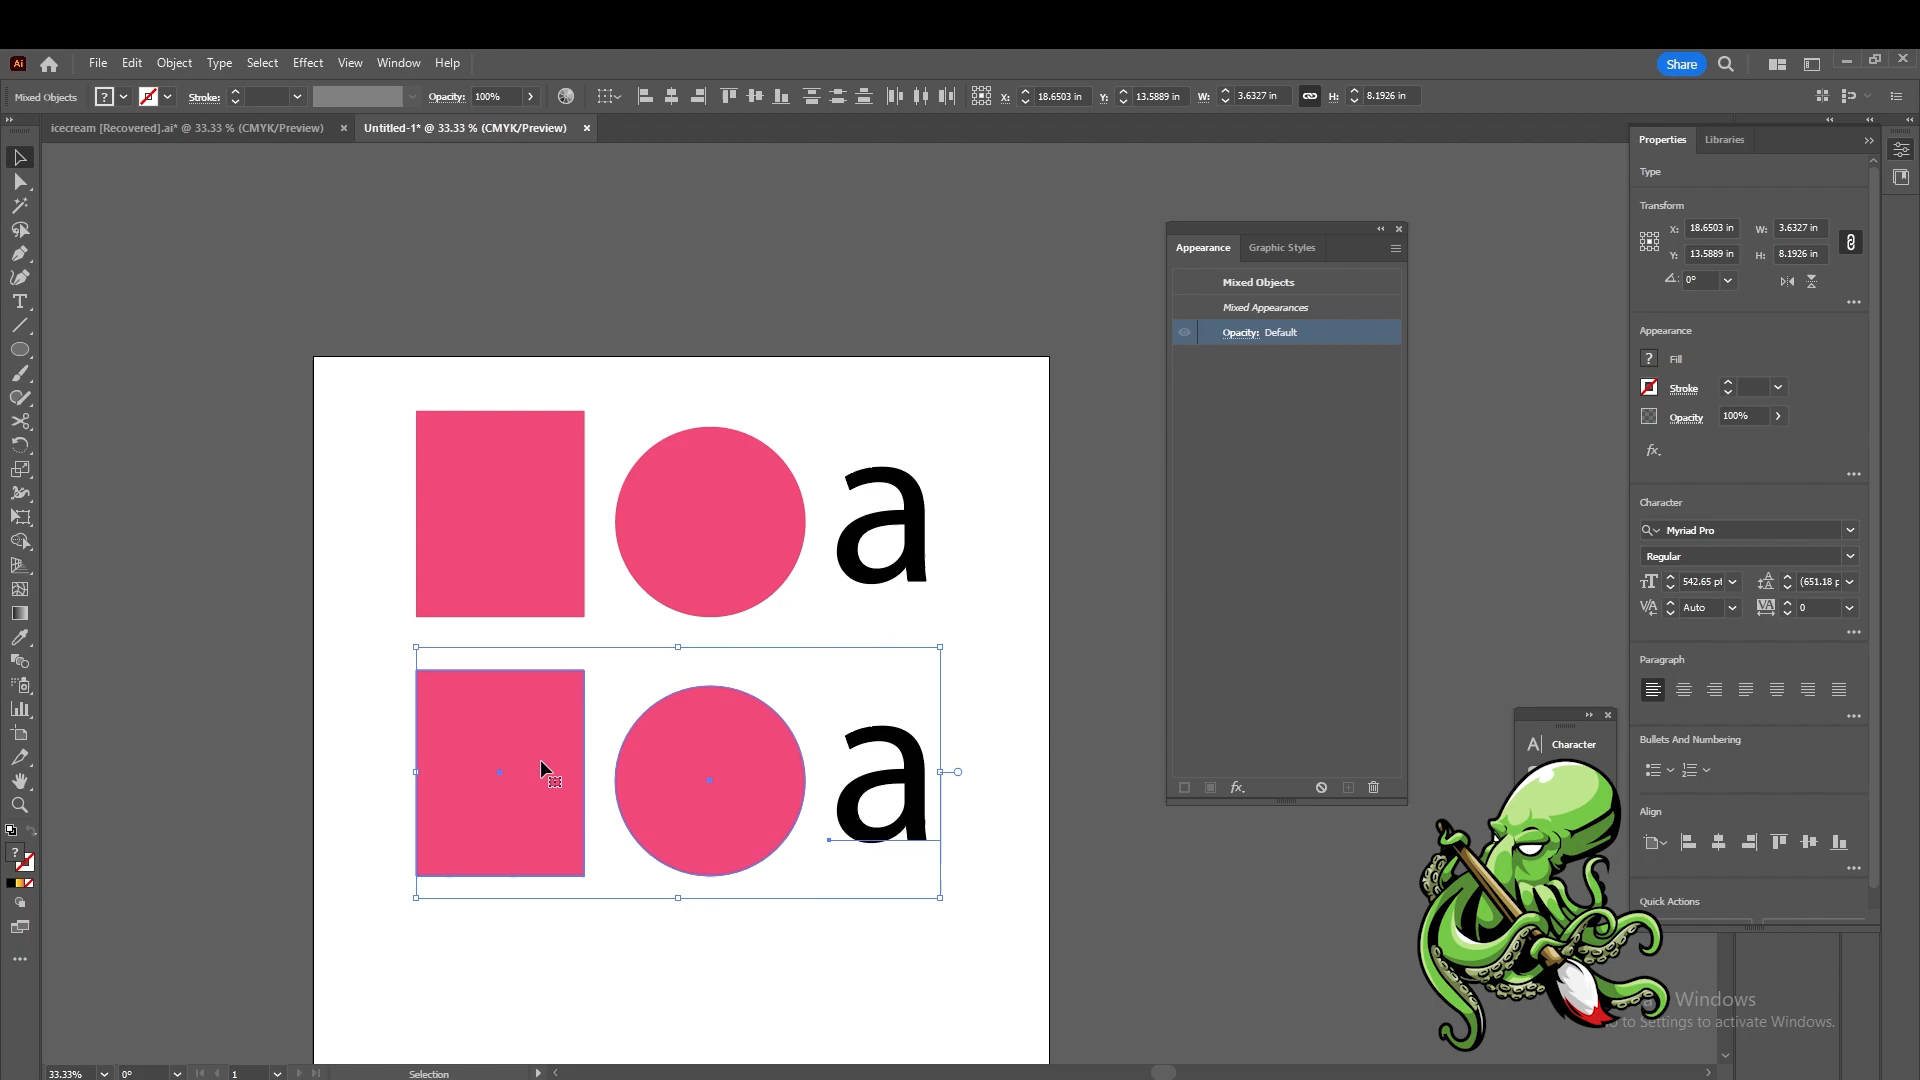 Ai File Edit Object Type Select Effect View Window Help Share
Mixed Objects ? Stroke: Opacity: 100% X: 18.6503 in Y: 13.5889 in W: 3.6327 in H: 8.1926 in
icecream [Recovered].ai* @ 33.33 % (CMYK/Preview) × Untitled-1* @ 33.33 % (CMYK/Preview) ×
Properties Libraries
Type
Transform
X: 18.6503 in W: 3.6327 in
Y: 13.5889 in H: 8.1926 in
0°
Appearance Graphic Styles
Mixed Objects
Mixed Appearances
Opacity: Default
fx.
Appearance
? Fill
Stroke
Opacity 100%
fx.
Character
Myriad Pro
Regular
542.65 pt (651.18 p
Auto 0
Paragraph
Bullets And Numbering
Align
Quick Actions
A Character
a
a
?
Windows
to Settings to activate Windows.
33.33% 0° 1 Selection